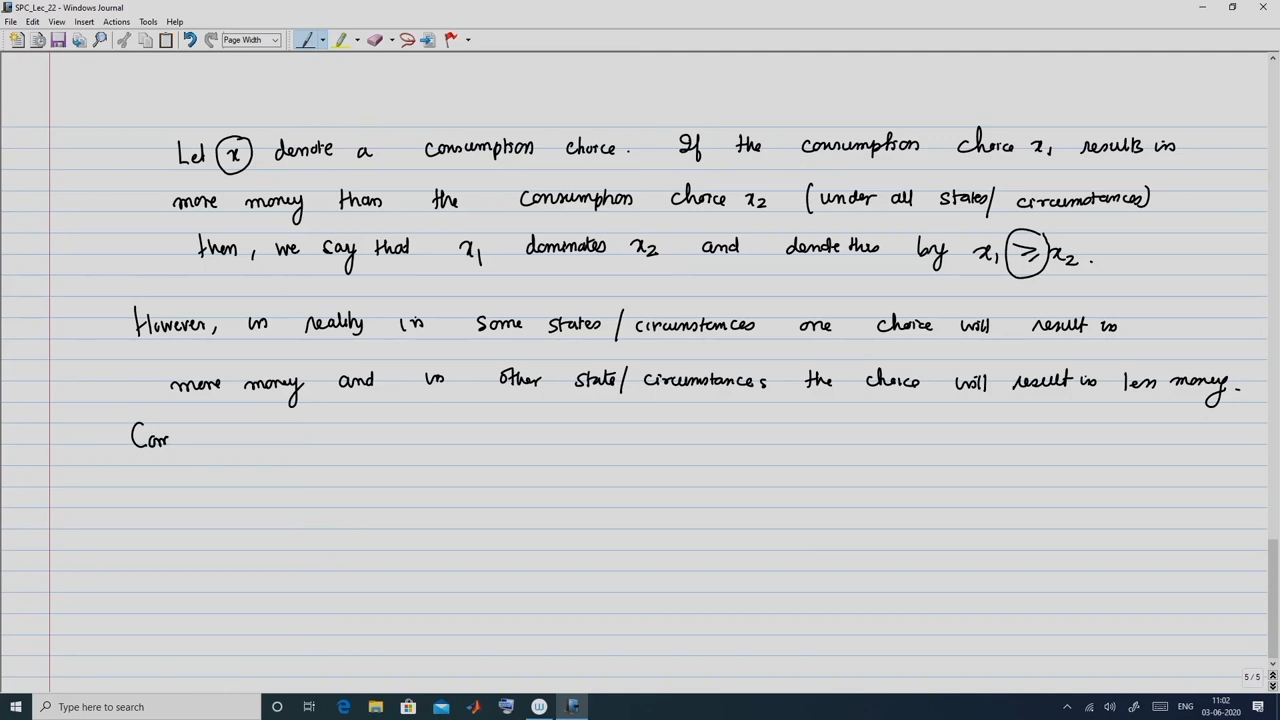 SPC_Lec_22 - Windows Journal
File Edit View Insert Actions Tools Help
Page Width
Let x denote a consumption choice. If the consumption choice x1 results in
more money than the consumption choice x2 (under all states/ circumstances)
then, we say that x1 dominates x2 and denote this by x1 ≥ x2.
However, in reality in some states / circumstances one choice will result in
more money and in other state/ circumstances the choice will result in less money.
Con
5 / 5
Type here to search
ENG
11:02
03-06-2020